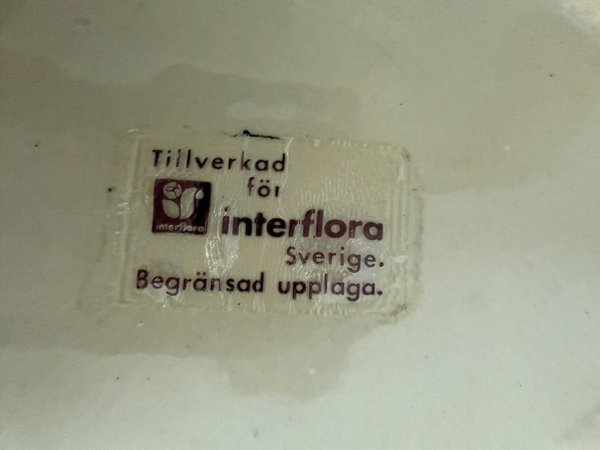 Tillverkad
för
interflora
interflora
Sverige.
Begränsad upplaga.